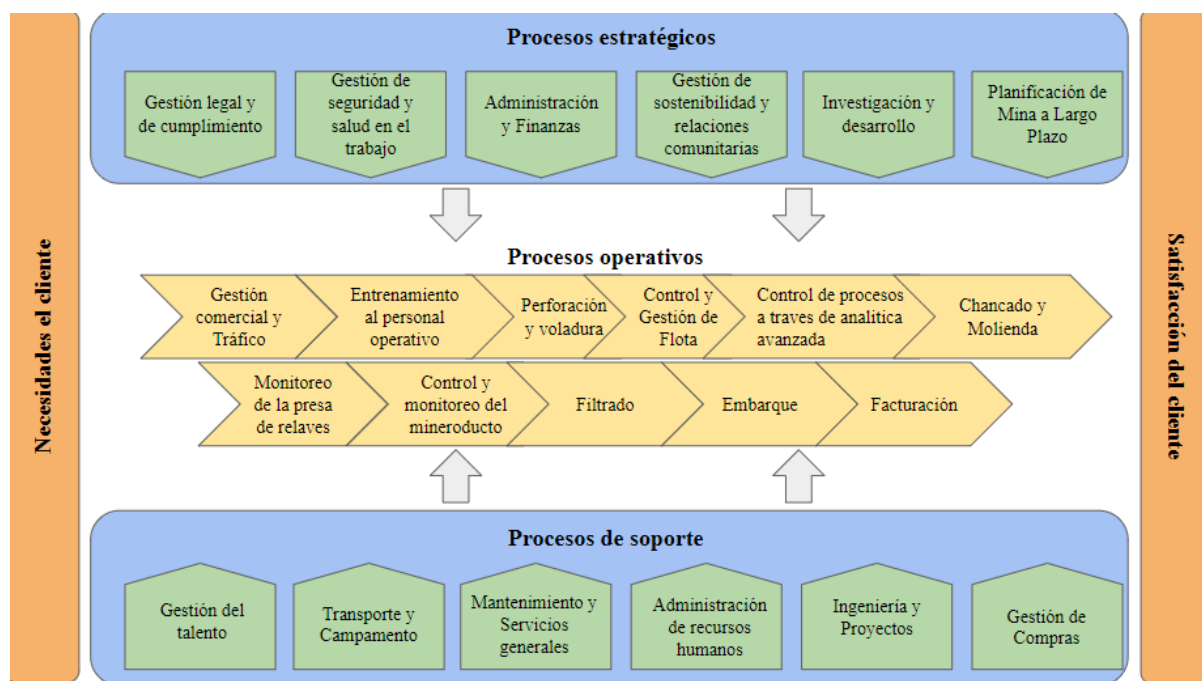 Necesidades el cliente
Procesos estratégicos
Gestión legal y
de cumplimiento
Gestión de
seguridad y
salud en el
trabajo
Administración
y Finanzas
Gestión de
sostenibilidad y
relaciones
comunitarias
Investigación y
desarrollo
Planificación de
Mina a Largo
Plazo
Procesos operativos
Gestión
comercial y
Tráfico
Entrenamiento
al personal
operativo
Perforación
y voladura
Control y
Gestión de
Flota
Control de procesos
a traves de analítica
avanzada
Chancado y
Molienda
Monitoreo
de la presa
de relaves
Control y
monitoreo del
mineroducto
Filtrado
Embarque
Facturación
Procesos de soporte
Gestión del
talento
Transporte y
Campamento
Mantenimiento y
Servicios
generales
Administración
de recursos
humanos
Ingeniería y
Proyectos
Gestión de
Compras
Satisfacción del cliente